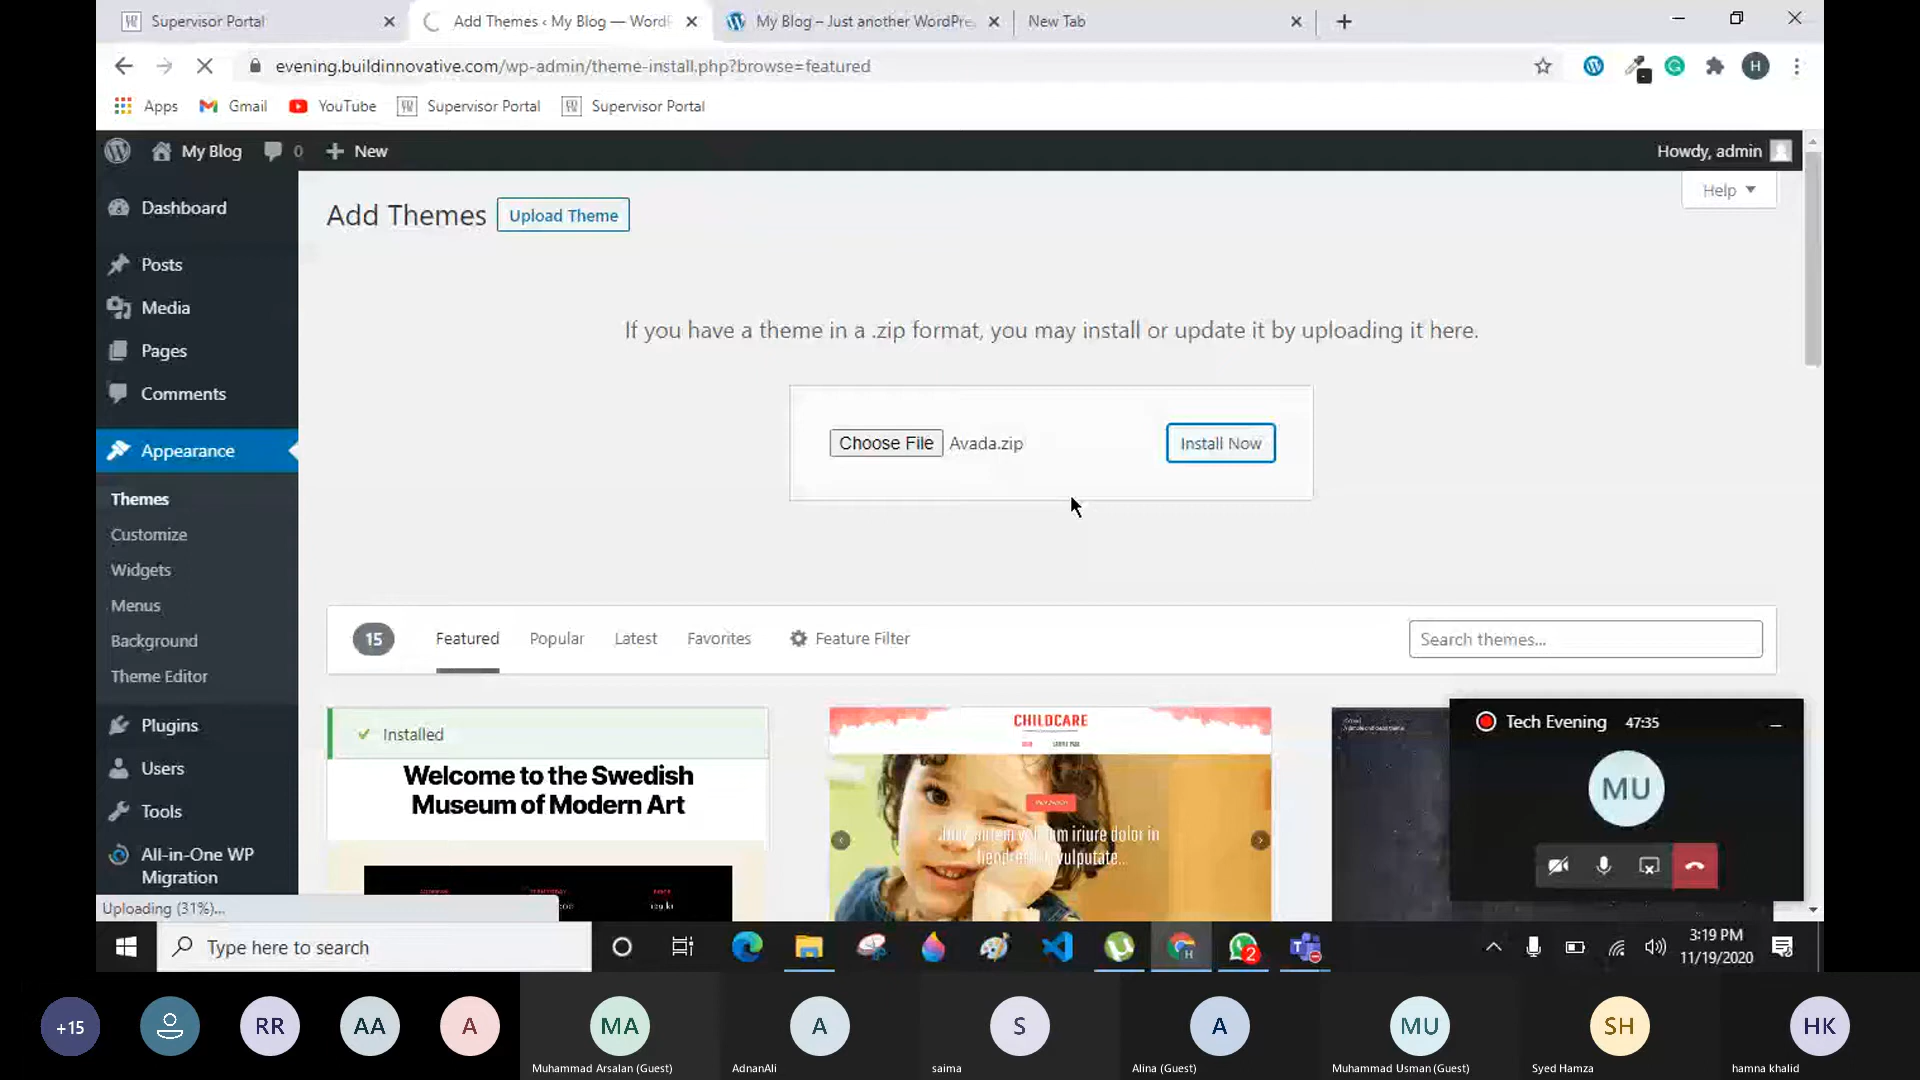 Supervisor Portal
Add Themes ‹ My Blog — WordP
My Blog – Just another WordPre
New Tab
evening.buildinnovative.com/wp-admin/theme-install.php?browse=featured
H
Apps
Gmail
YouTube
Supervisor Portal
Supervisor Portal
My Blog
0
New
Howdy, admin
Dashboard
Posts
Media
Pages
Comments
Appearance
Themes
Customize
Widgets
Menus
Background
Theme Editor
Plugins
Users
Tools
All-in-One WP
Migration
Add Themes
Upload Theme
Help
If you have a theme in a .zip format, you may install or update it by uploading it here.
Choose File
Avada.zip
Install Now
15
Featured
Popular
Latest
Favorites
Feature Filter
Search themes...
Installed
Welcome to the Swedish
Museum of Modern Art
CHILDCARE
iriure dolor in
vulputate...
Tech Evening
47:35
MU
Uploading (31%)...
Type here to search
H
2
3:19 PM
11/19/2020
+15
RR
AA
A
MA
Muhammad Arsalan (Guest)
A
AdnanAli
S
saima
A
Alina (Guest)
MU
Muhammad Usman (Guest)
SH
Syed Hamza
HK
hamna khalid